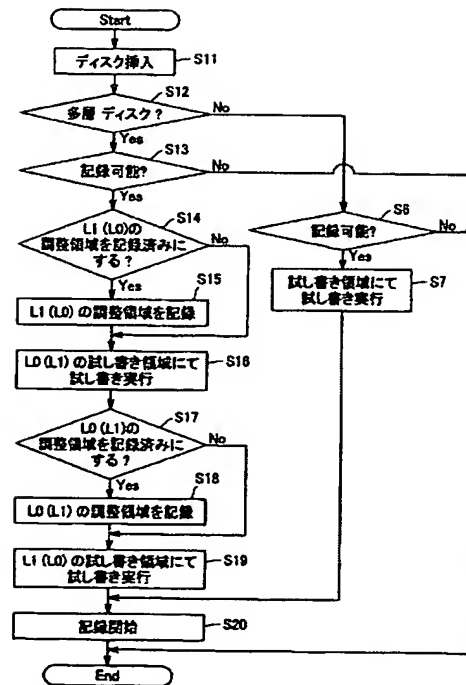 Start
ディスク挿入
S11
S12
多層 ディスク？
No
Yes
S13
記録可能?
No
Yes
S14
L1(L0)の
調整領域を記録済みに
する？
No
Yes
S15
L1(L0)の調整領域を記録
S6
記録可能?
No
Yes
S7
試し書き領域にて
試し書き実行
L0(L1)の試し書き領域にて
試し書き実行
S16
S17
L0(L1)の
調整領域を記録済みに
する？
No
Yes
S18
L0(L1)の調整領域を記録
L1(L0)の試し書き領域にて
試し書き実行
S19
記録開始
S20
End